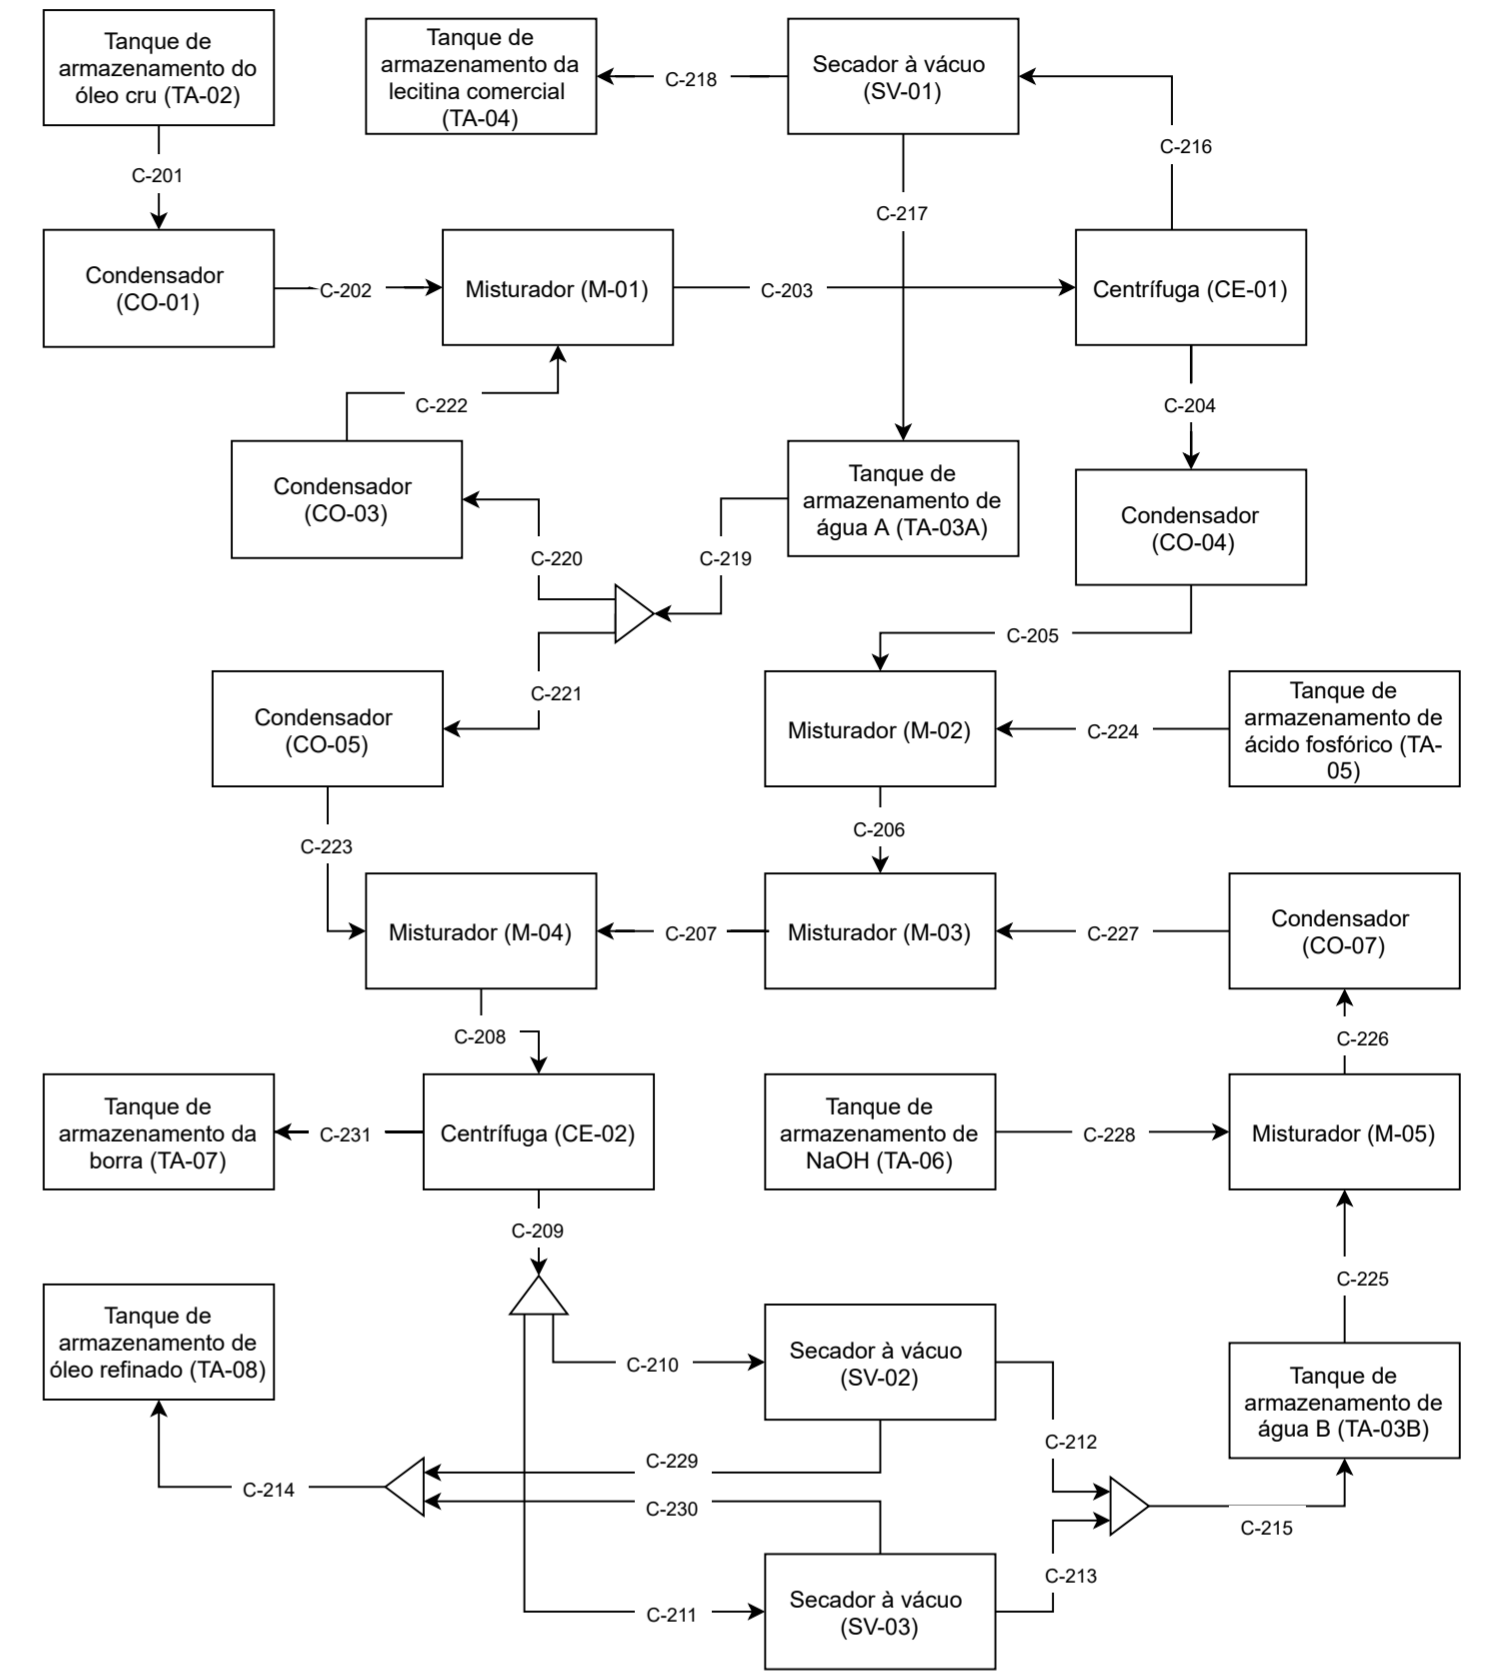 Tanque de
armazenamento do
óleo cru (TA-02)
Tanque de
armazenamento da
lecitina comercial
(TA-04)
C-218
Secador à vácuo
(SV-01)
C-216
C-201
C-217
Condensador
(CO-01)
C-202
Misturador (M-01)
C-203
Centrífuga (CE-01)
C-222
C-204
Condensador
(CO-03)
C-220
C-219
Tanque de
armazenamento de
água A (TA-03A)
Condensador
(CO-04)
C-205
C-221
Condensador
(CO-05)
Misturador (M-02)
C-224
Tanque de
armazenamento de
ácido fosfórico (TA-
05)
C-223
C-206
Misturador (M-04)
C-207
Misturador (M-03)
C-227
Condensador
(CO-07)
C-208
C-226
Tanque de
armazenamento da
borra (TA-07)
C-231
Centrífuga (CE-02)
Tanque de
armazenamento de
NaOH (TA-06)
C-228
Misturador (M-05)
C-209
C-225
Tanque de
armazenamento de
óleo refinado (TA-08)
C-210
Secador à vácuo
(SV-02)
Tanque de
armazenamento de
água B (TA-03B)
C-212
C-229
C-214
C-230
C-215
C-213
C-211
Secador à vácuo
(SV-03)